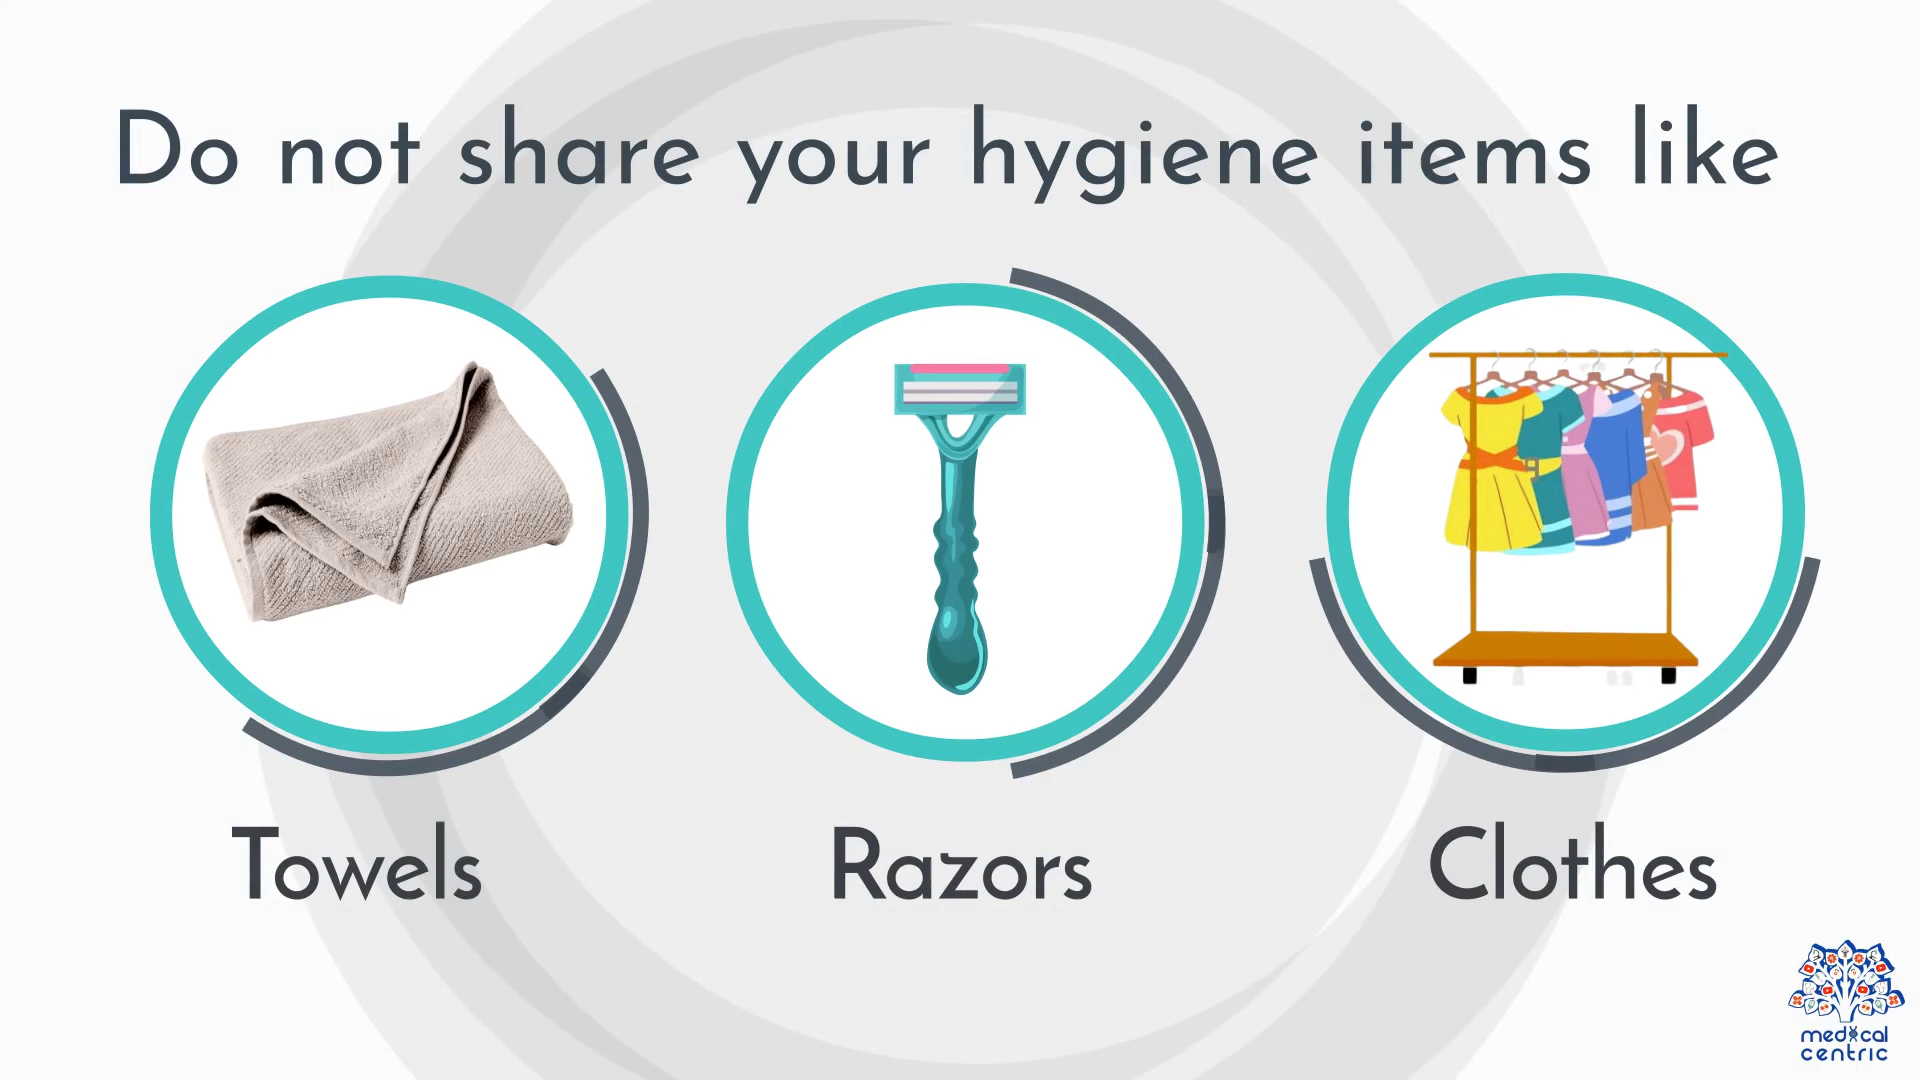 Do not share your hygiene items like
Towels
Razors
Clothes
medical
centric